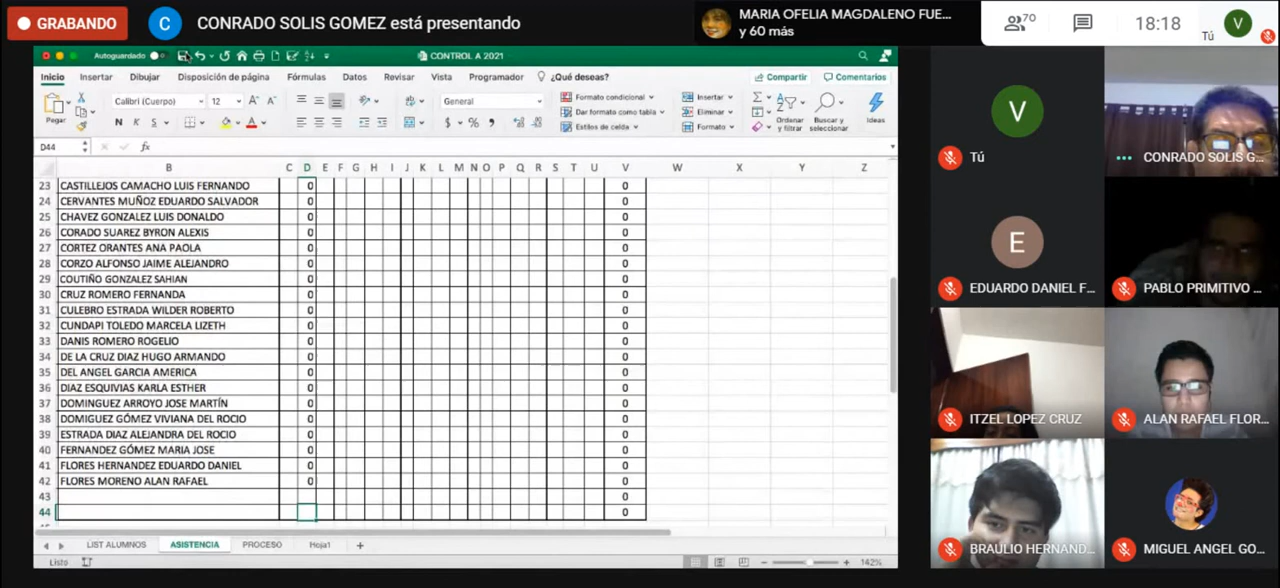 GRABANDO
C
CONRADO SOLIS GOMEZ está presentando
MARIA OFELIA MAGDALENO FUE...
y 60 más
70
18:18
Tú
V
Autoguardado
CONTROL A 2021
Inicio Insertar Dibujar Disposición de página Fórmulas Datos Revisar Vista Programador ¿Qué deseas? Compartir Comentarios
Pegar
Calibri (Cuerpo) 12 A A
N K S A
General
$ %
Formato condicional
Dar formato como tabla
Estilos de celda
Insertar
Eliminar
Formato
Ordenar y filtrar
Buscar y seleccionar
Ideas
D44 fx
B C D E F G H I J K L M N O P Q R S T U V W X Y Z
23 CASTILLEJOS CAMACHO LUIS FERNANDO 0 0
24 CERVANTES MUÑOZ EDUARDO SALVADOR 0 0
25 CHAVEZ GONZALEZ LUIS DONALDO 0 0
26 CORADO SUAREZ BYRON ALEXIS 0 0
27 CORTEZ ORANTES ANA PAOLA 0 0
28 CORZO ALFONSO JAIME ALEJANDRO 0 0
29 COUTIÑO GONZALEZ SAHIAN 0 0
30 CRUZ ROMERO FERNANDA 0 0
31 CULEBRO ESTRADA WILDER ROBERTO 0 0
32 CUNDAPI TOLEDO MARCELA LIZETH 0 0
33 DANIS ROMERO ROGELIO 0 0
34 DE LA CRUZ DIAZ HUGO ARMANDO 0 0
35 DEL ANGEL GARCIA AMERICA 0 0
36 DIAZ ESQUIVIAS KARLA ESTHER 0 0
37 DOMINGUEZ ARROYO JOSE MARTÍN 0 0
38 DOMIGUEZ GÓMEZ VIVIANA DEL ROCIO 0 0
39 ESTRADA DIAZ ALEJANDRA DEL ROCIO 0 0
40 FERNANDEZ GÓMEZ MARIA JOSE 0 0
41 FLORES HERNANDEZ EDUARDO DANIEL 0 0
42 FLORES MORENO ALAN RAFAEL 0 0
43 0
44 0
LIST ALUMNOS ASISTENCIA PROCESO Hoja1 +
Listo
142%
V
Tú
CONRADO SOLIS G...
E
EDUARDO DANIEL F...
PABLO PRIMITIVO ...
ITZEL LOPEZ CRUZ
ALAN RAFAEL FLOR...
BRAULIO HERNAND...
MIGUEL ANGEL GO...